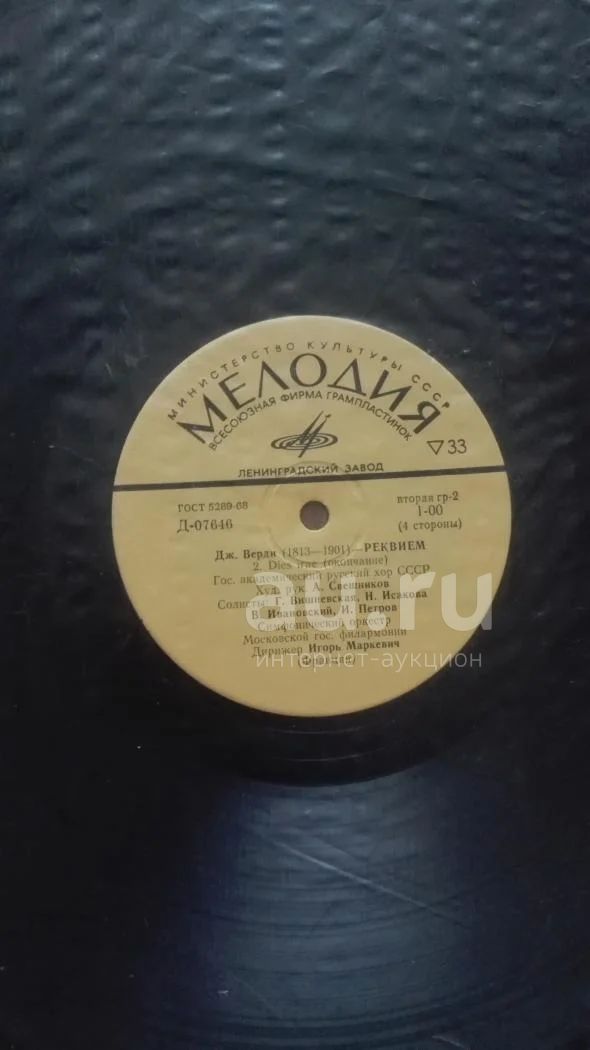 МИНИСТЕРСТВО КУЛЬТУРЫ СССР
МЕЛОДИЯ
ВСЕСОЮЗНАЯ ФИРМА ГРАМПЛАСТИНОК
▽33
ЛЕНИНГРАДСКИЙ ЗАВОД
ГОСТ 5289-68
Д-07646
вторая гр-2
1-00
(4 стороны)
Дж. Верди (1813—1901)—РЕКВИЕМ
2. Dies irae (окончание)
Гос. академический русский хор СССР
Худ. рук. А. Свешников
Солисты: Г. Вишневская, Н. Исакова
В. Ивановский, И. Петров
Симфонический оркестр
Московской гос. филармонии
Дирижер Игорь Маркевич
(Франция)
.ru
интернет-аукцион